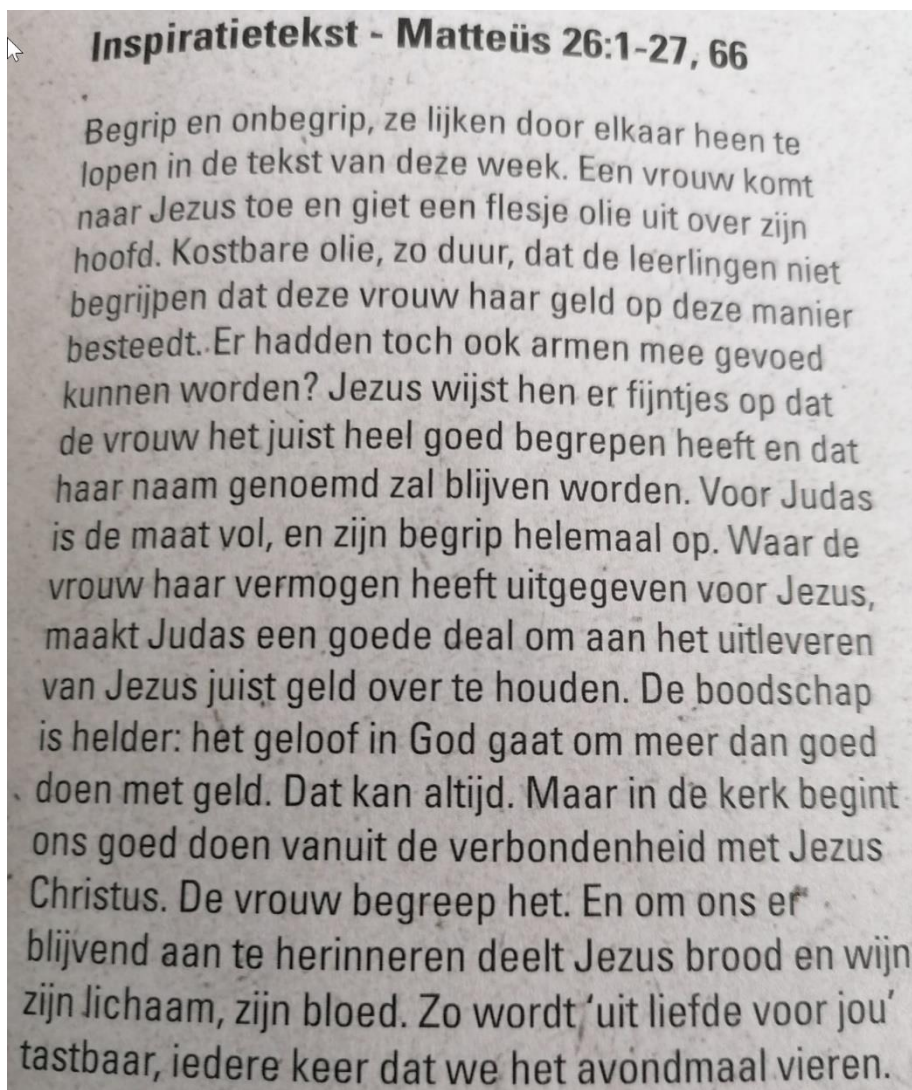 Inspiratietekst - Matteüs 26:1-27, 66
Begrip en onbegrip, ze lijken door elkaar heen te
lopen in de tekst van deze week. Een vrouw komt
naar Jezus toe en giet een flesje olie uit over zijn
hoofd. Kostbare olie, zo duur, dat de leerlingen niet
begrijpen dat deze vrouw haar geld op deze manier
besteedt. Er hadden toch ook armen mee gevoed
kunnen worden? Jezus wijst hen er fijntjes op dat
de vrouw het juist heel goed begrepen heeft en dat
haar naam genoemd zal blijven worden. Voor Judas
is de maat vol, en zijn begrip helemaal op. Waar de
vrouw haar vermogen heeft uitgegeven voor Jezus,
maakt Judas een goede deal om aan het uitleveren
van Jezus juist geld over te houden. De boodschap
is helder: het geloof in God gaat om meer dan goed
doen met geld. Dat kan altijd. Maar in de kerk begint
ons goed doen vanuit de verbondenheid met Jezus
Christus. De vrouw begreep het. En om ons er
blijvend aan te herinneren deelt Jezus brood en wijn
zijn lichaam, zijn bloed. Zo wordt 'uit liefde voor jou'
tastbaar, iedere keer dat we het avondmaal vieren.